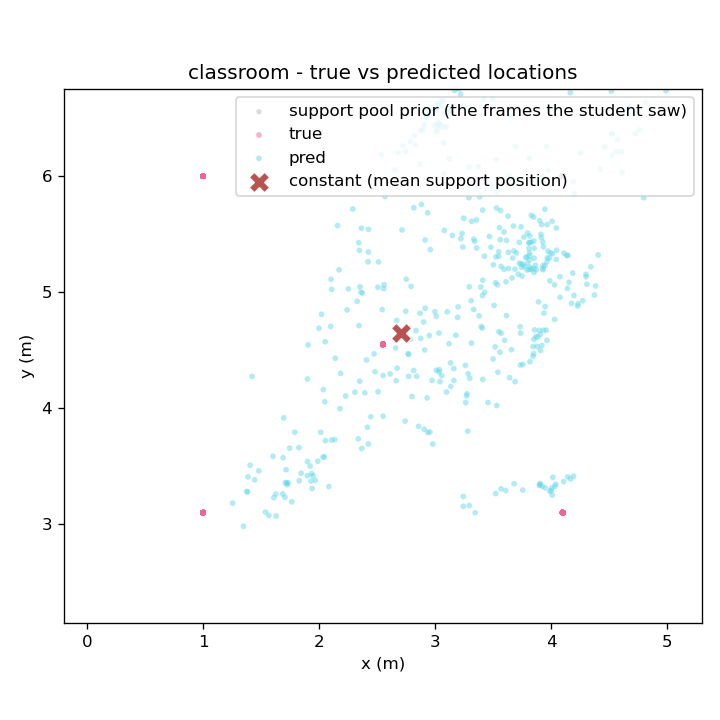 classroom - true vs predicted locations
support pool prior (the frames the student saw)
true
pred
constant (mean support position)
6
5
4
3
y (m)
0 1 2 3 4 5
x (m)